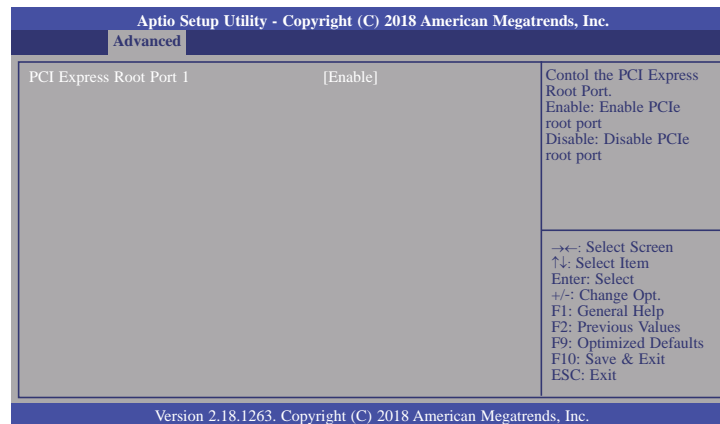 Aptio Setup Utility - Copyright (C) 2018 American Megatrends, Inc.
Advanced
PCI Express Root Port 1 [Enable]
Contol the PCI Express
Root Port.
Enable: Enable PCIe
root port
Disable: Disable PCIe
root port
→←: Select Screen
↑↓: Select Item
Enter: Select
+/-: Change Opt.
F1: General Help
F2: Previous Values
F9: Optimized Defaults
F10: Save & Exit
ESC: Exit
Version 2.18.1263. Copyright (C) 2018 American Megatrends, Inc.